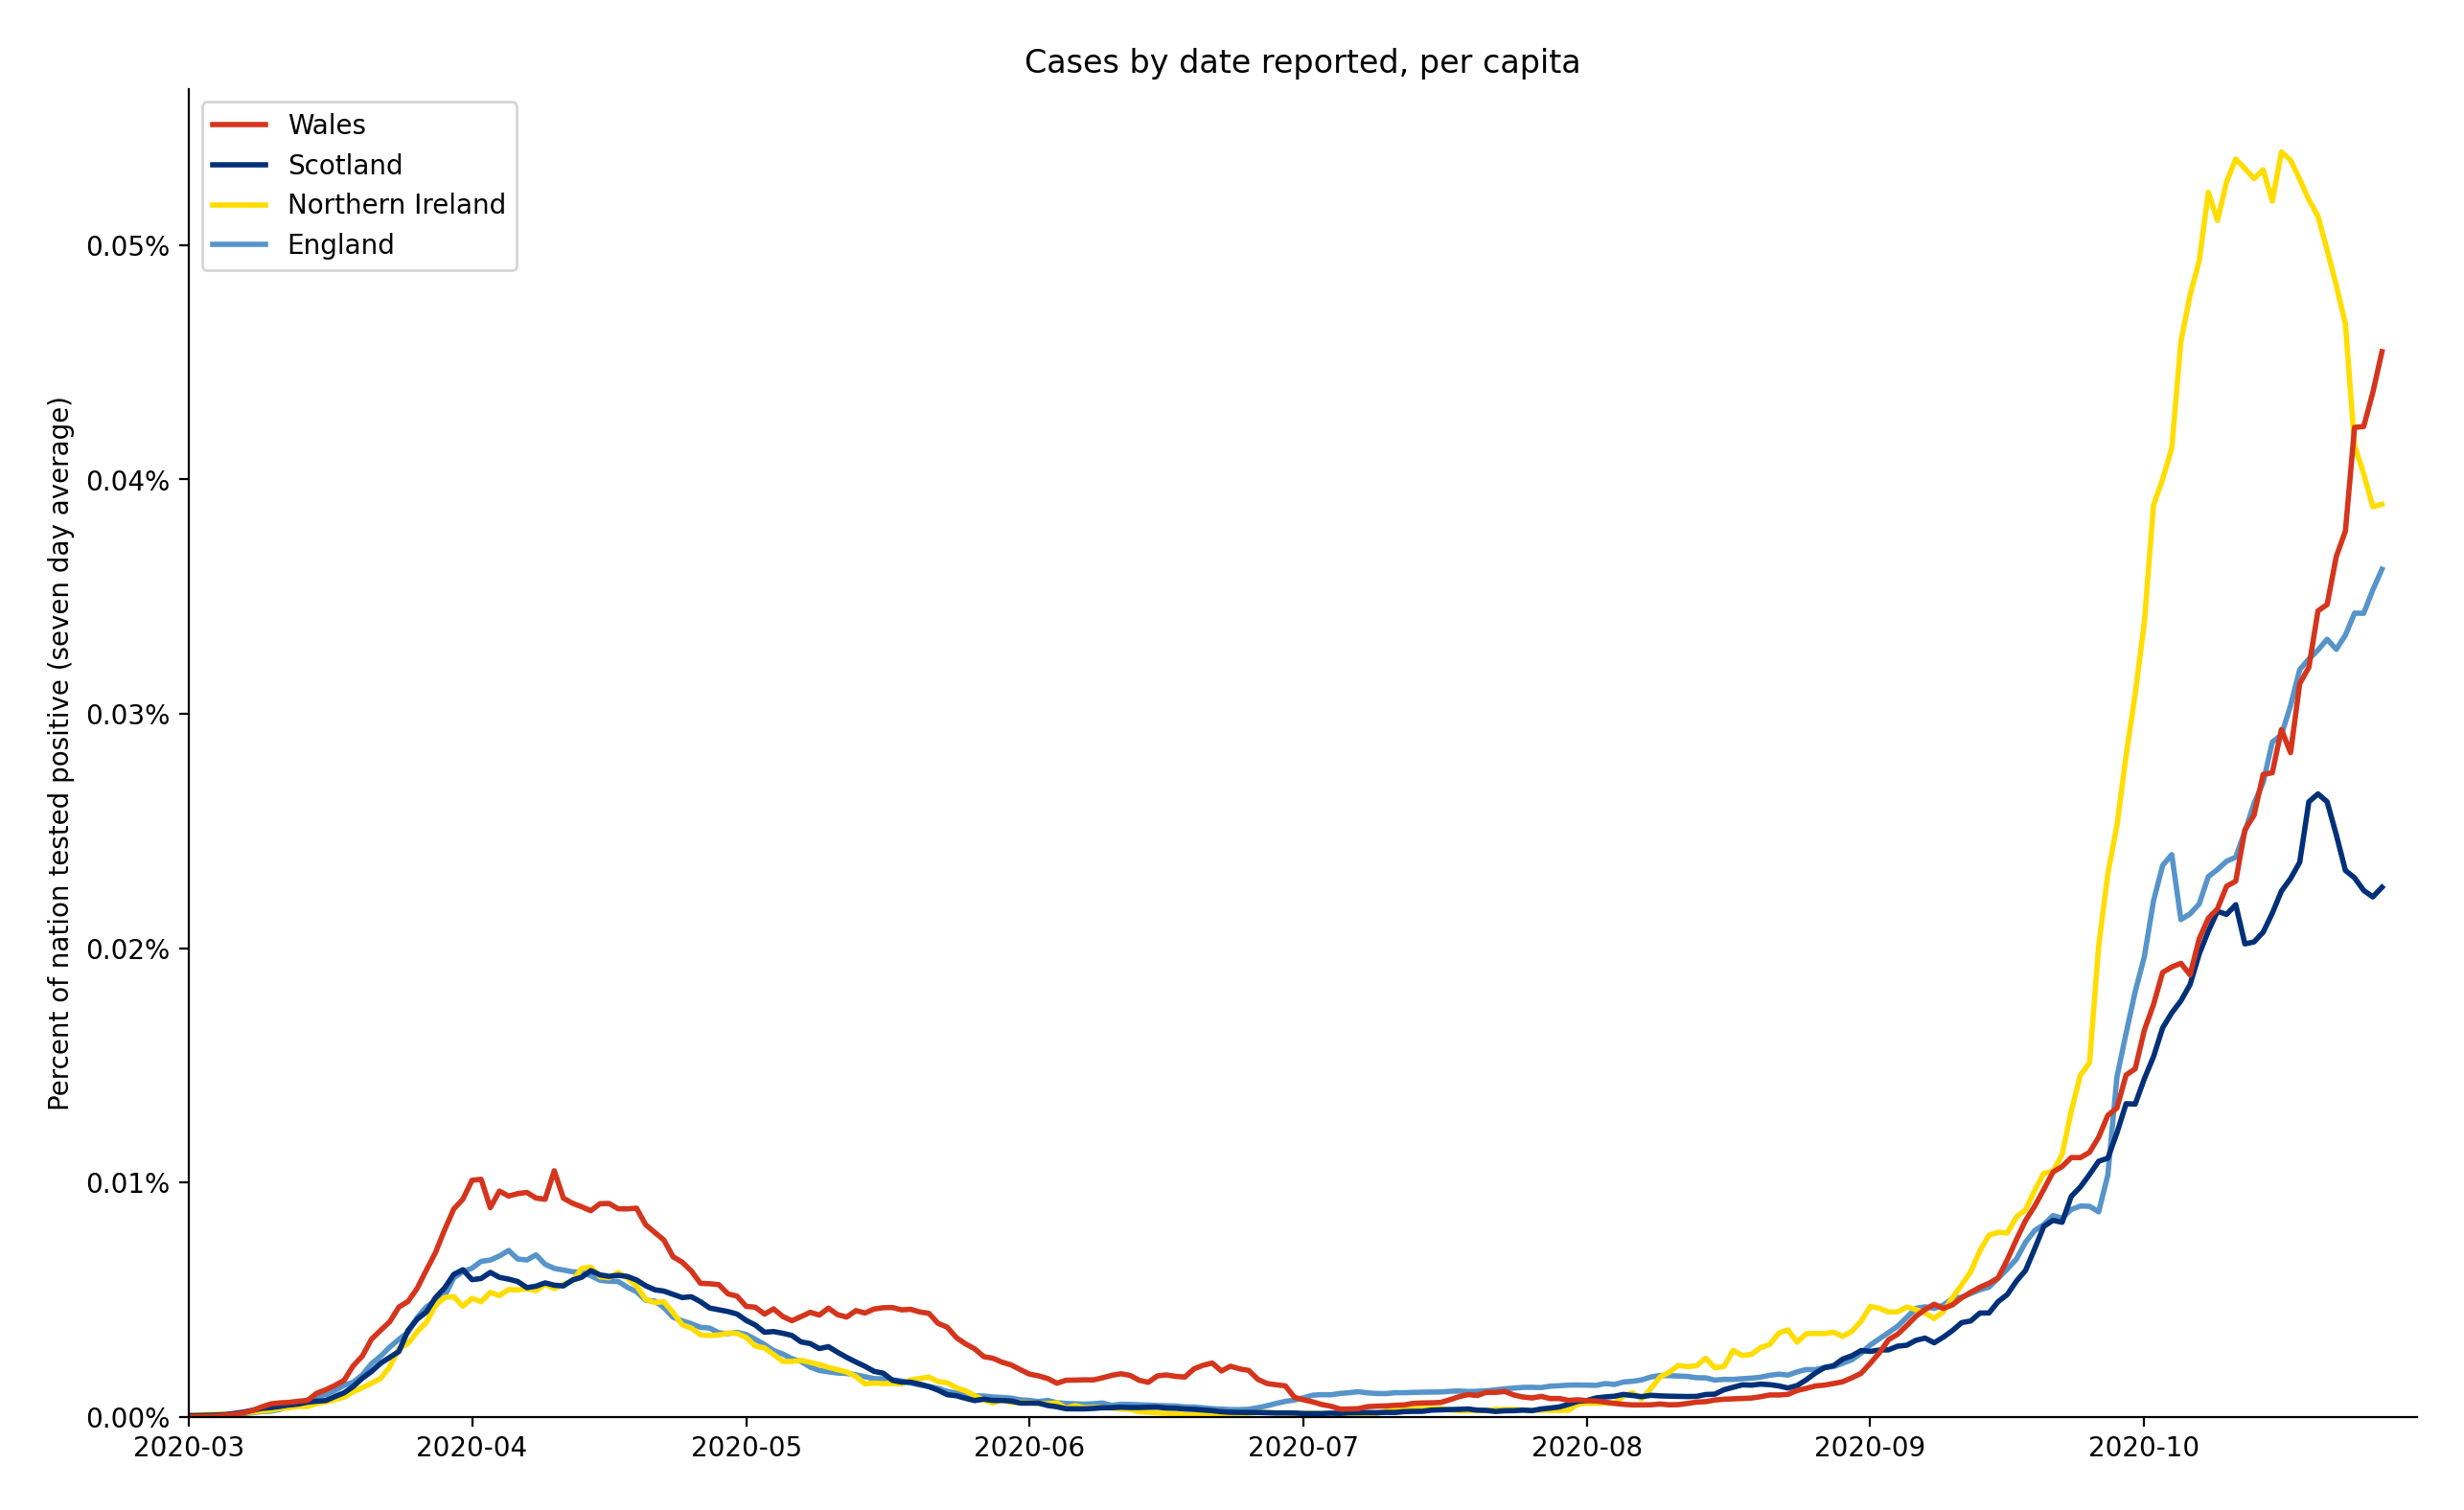 Cases by date reported, per capita
Wales
Scotland
Northern Ireland
England
Percent of nation tested positive (seven day average)
0.05%
0.04%
0.03%
0.02%
0.01%
0.00%
2020-03
2020-04
2020-05
2020-06
2020-07
2020-08
2020-09
2020-10